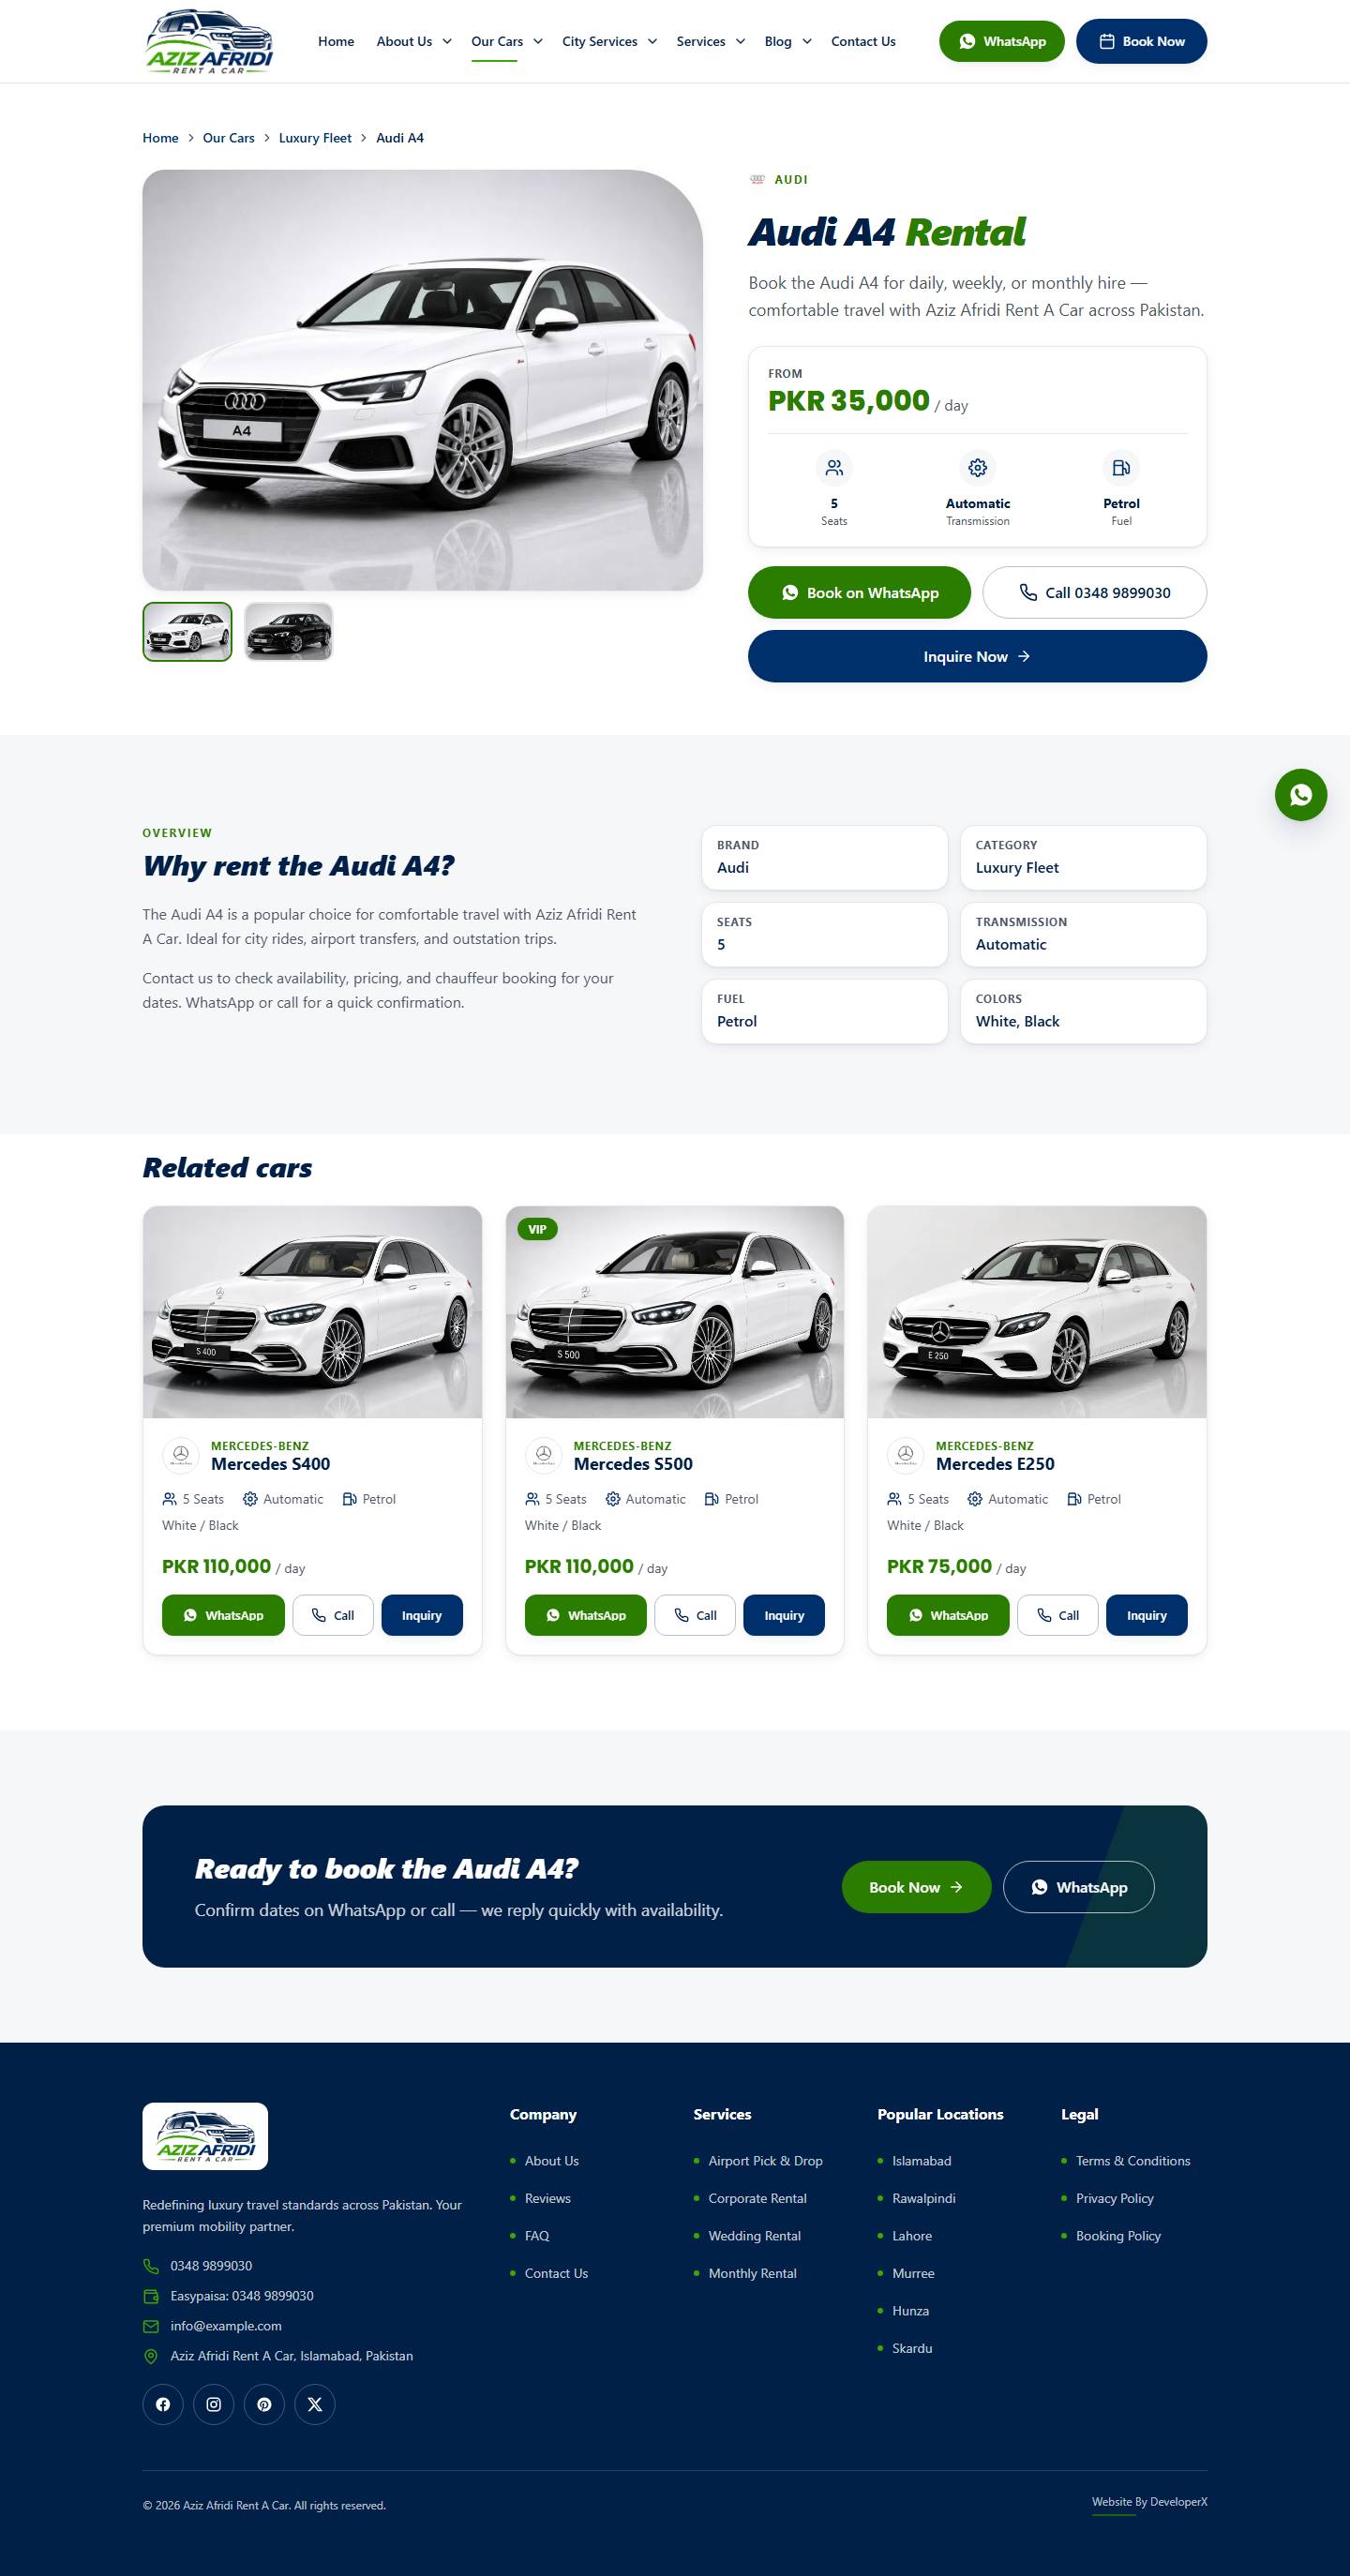 AZIZ AFRIDI
RENT A CAR
Home
About Us
Our Cars
City Services
Services
Blog
Contact Us
WhatsApp
Book Now
Home > Our Cars > Luxury Fleet > Audi A4
A4
AUDI
Audi A4 Rental
Book the Audi A4 for daily, weekly, or monthly hire —
comfortable travel with Aziz Afridi Rent A Car across Pakistan.
FROM
PKR 35,000 / day
5
Seats
Automatic
Transmission
Petrol
Fuel
Book on WhatsApp
Call 0348 9899030
Inquire Now
OVERVIEW
Why rent the Audi A4?
The Audi A4 is a popular choice for comfortable travel with Aziz Afridi Rent
A Car. Ideal for city rides, airport transfers, and outstation trips.
Contact us to check availability, pricing, and chauffeur booking for your
dates. WhatsApp or call for a quick confirmation.
BRAND
Audi
CATEGORY
Luxury Fleet
SEATS
5
TRANSMISSION
Automatic
FUEL
Petrol
COLORS
White, Black
Related cars
S 400
MERCEDES-BENZ
Mercedes S400
5 Seats
Automatic
Petrol
White / Black
PKR 110,000 / day
WhatsApp
Call
Inquiry
VIP
S 500
MERCEDES-BENZ
Mercedes S500
5 Seats
Automatic
Petrol
White / Black
PKR 110,000 / day
WhatsApp
Call
Inquiry
E 250
MERCEDES-BENZ
Mercedes E250
5 Seats
Automatic
Petrol
White / Black
PKR 75,000 / day
WhatsApp
Call
Inquiry
Ready to book the Audi A4?
Confirm dates on WhatsApp or call — we reply quickly with availability.
Book Now
WhatsApp
AZIZ AFRIDI
RENT A CAR
Redefining luxury travel standards across Pakistan. Your
premium mobility partner.
0348 9899030
Easypaisa: 0348 9899030
info@example.com
Aziz Afridi Rent A Car, Islamabad, Pakistan
Company
About Us
Reviews
FAQ
Contact Us
Services
Airport Pick & Drop
Corporate Rental
Wedding Rental
Monthly Rental
Popular Locations
Islamabad
Rawalpindi
Lahore
Murree
Hunza
Skardu
Legal
Terms & Conditions
Privacy Policy
Booking Policy
© 2026 Aziz Afridi Rent A Car. All rights reserved.
Website By DeveloperX